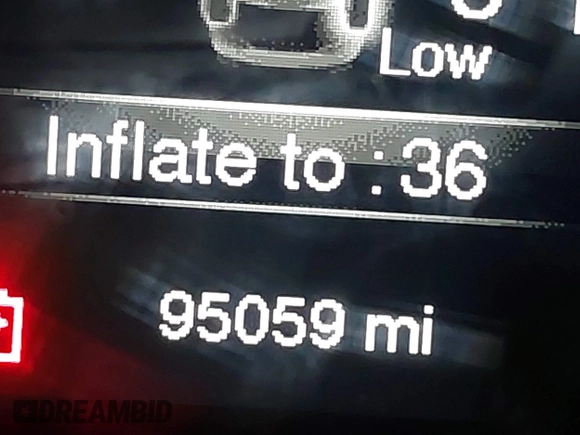 Low
Inflate to : 36
95059 mi
DREAMBID